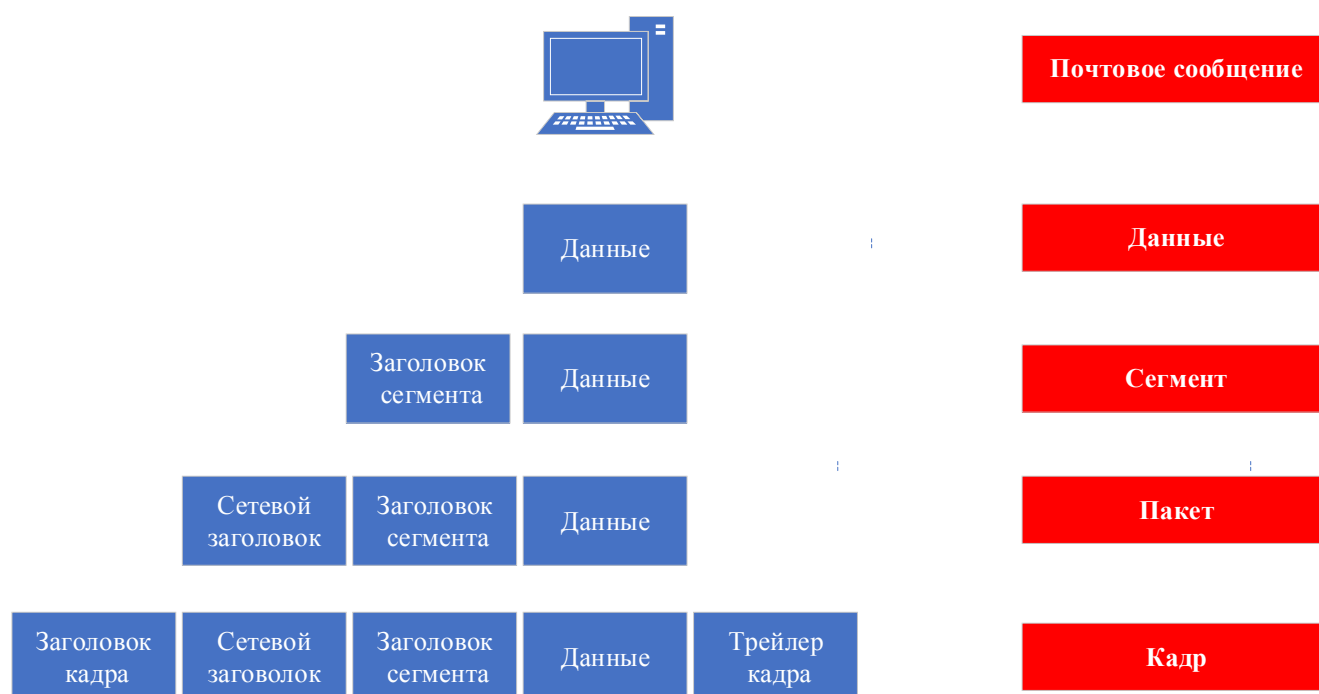 Почтовое сообщение
Данные
Данные
Заголовок
сегмента
Данные
Сегмент
Сетевой
заголовок
Заголовок
сегмента
Данные
Пакет
Заголовок
кадра
Сетевой
заговолок
Заголовок
сегмента
Данные
Трейлер
кадра
Кадр